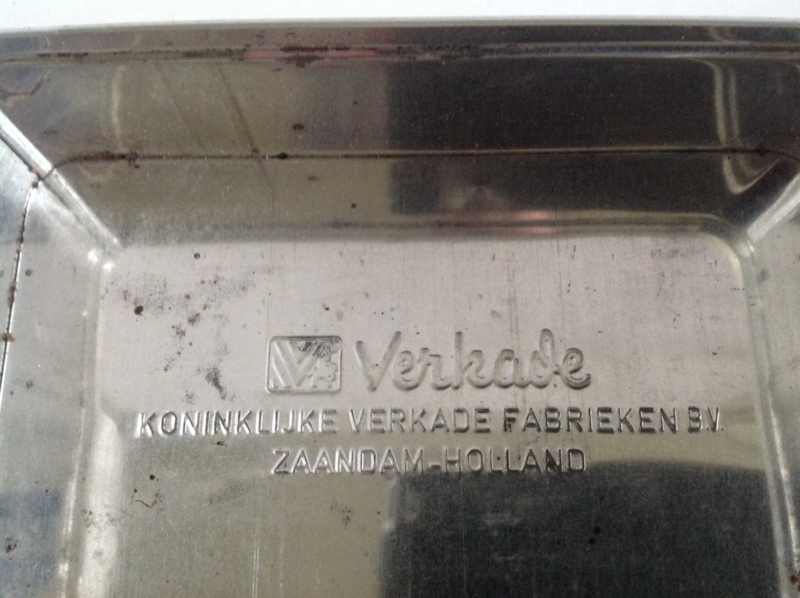 Verkade
KONINKLIJKE VERKADE FABRIEKEN B.V.
ZAANDAM-HOLLAND